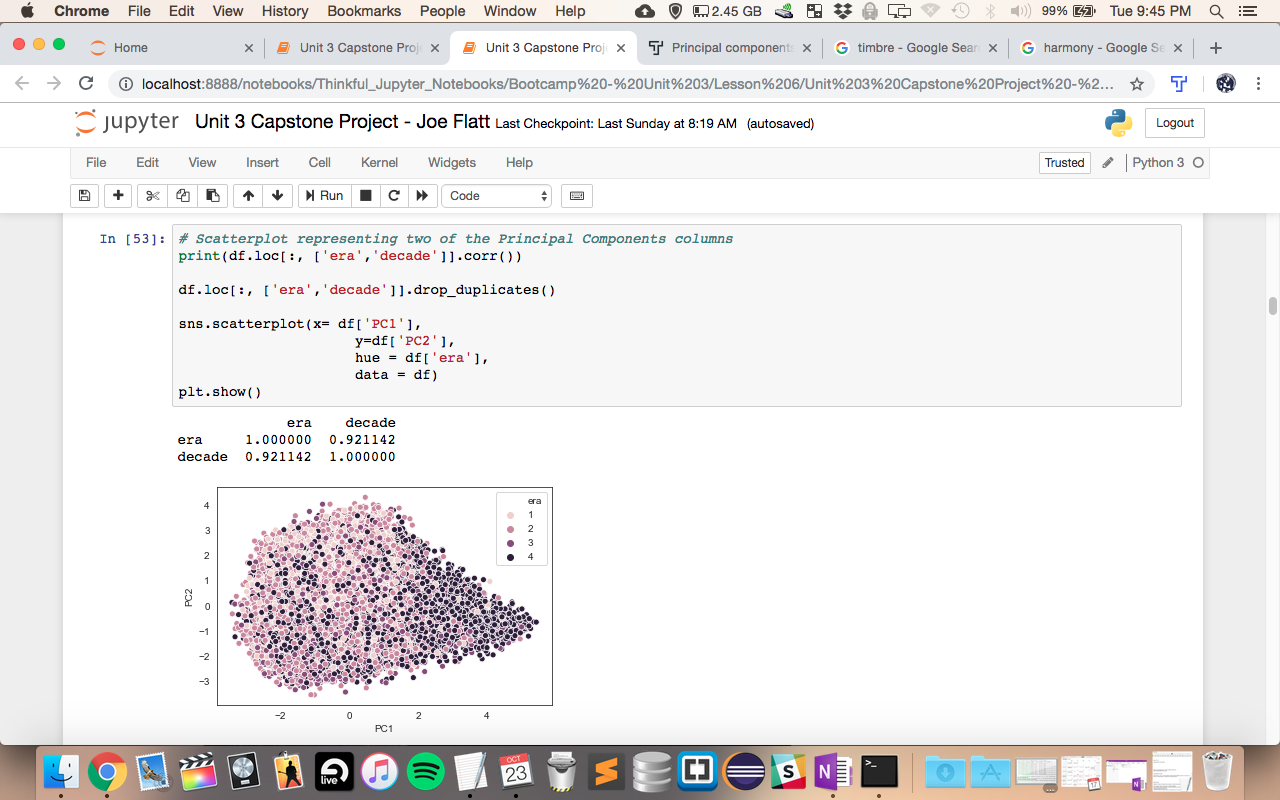 Chrome File Edit View History Bookmarks People Window Help 2.45 GB 99% Tue 9:45 PM
Home Unit 3 Capstone Proj Unit 3 Capstone Proj Principal component timbre - Google Sear harmony - Google Se
localhost:8888/notebooks/Thinkful_Jupyter_Notebooks/Bootcamp%20-%20Unit%203/Lesson%206/Unit%203%20Capstone%20Project%20-%2...
jupyter Unit 3 Capstone Project - Joe Flatt Last Checkpoint: Last Sunday at 8:19 AM (autosaved) Logout
File Edit View Insert Cell Kernel Widgets Help Trusted Python 3
Run Code
In [53]: # Scatterplot representing two of the Principal Components columns
print(df.loc[:, ['era','decade']].corr())
df.loc[:, ['era','decade']].drop_duplicates()
sns.scatterplot(x= df['PC1'],
y=df['PC2'],
hue = df['era'],
data = df)
plt.show()
era decade
era 1.000000 0.921142
decade 0.921142 1.000000
era
1
2
3
4
4
3
2
1
0
−1
−2
−3
PC2
−2 0 2 4
PC1
live OCT 23 S N >_